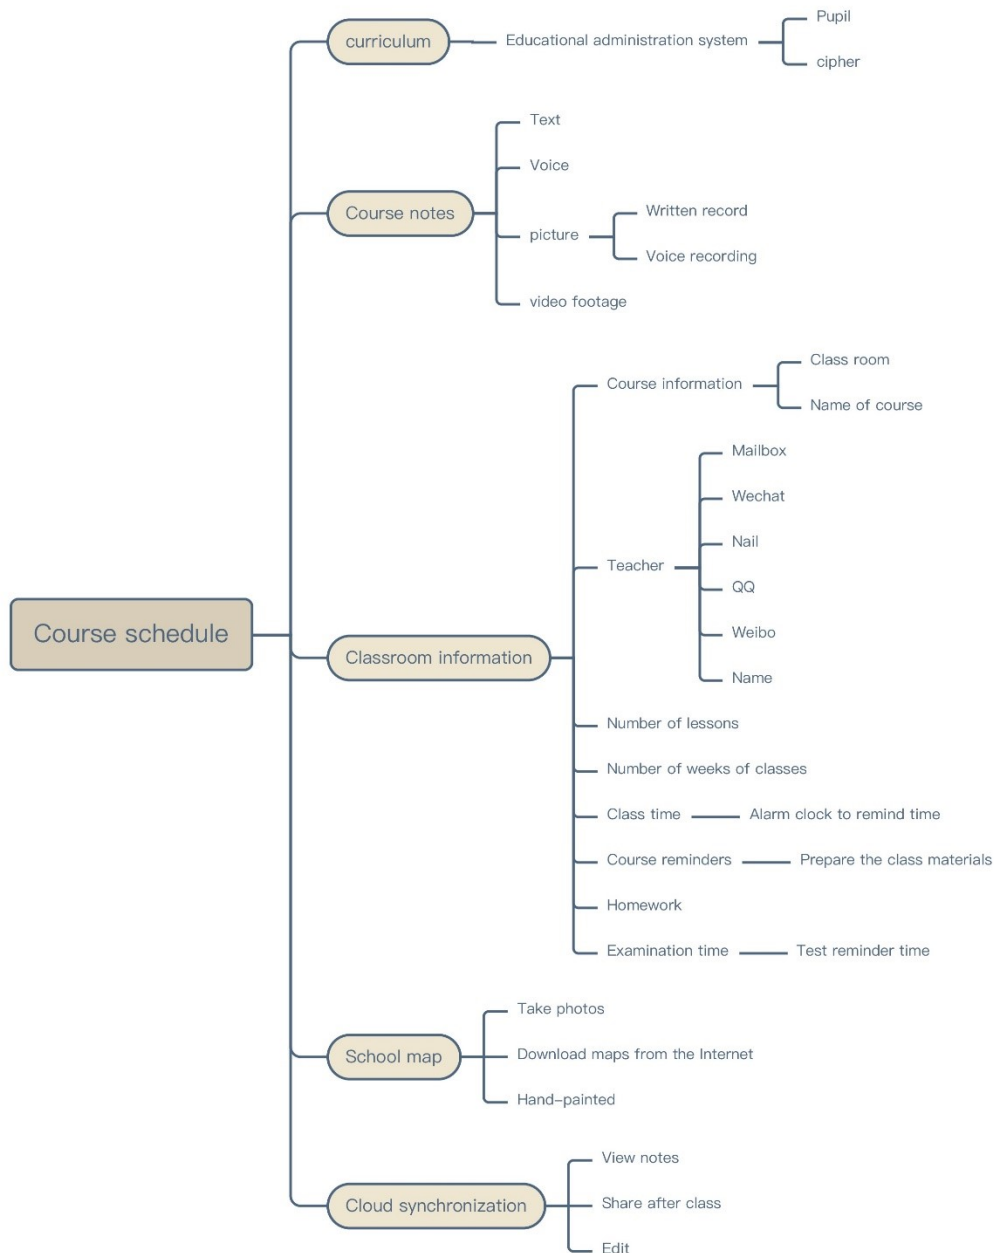 Course schedule
curriculum
Educational administration system
Pupil
cipher
Course notes
Text
Voice
picture
Written record
Voice recording
video footage
Classroom information
Course information
Class room
Name of course
Teacher
Mailbox
Wechat
Nail
QQ
Weibo
Name
Number of lessons
Number of weeks of classes
Class time
Alarm clock to remind time
Course reminders
Prepare the class materials
Homework
Examination time
Test reminder time
School map
Take photos
Download maps from the Internet
Hand-painted
Cloud synchronization
View notes
Share after class
Edit